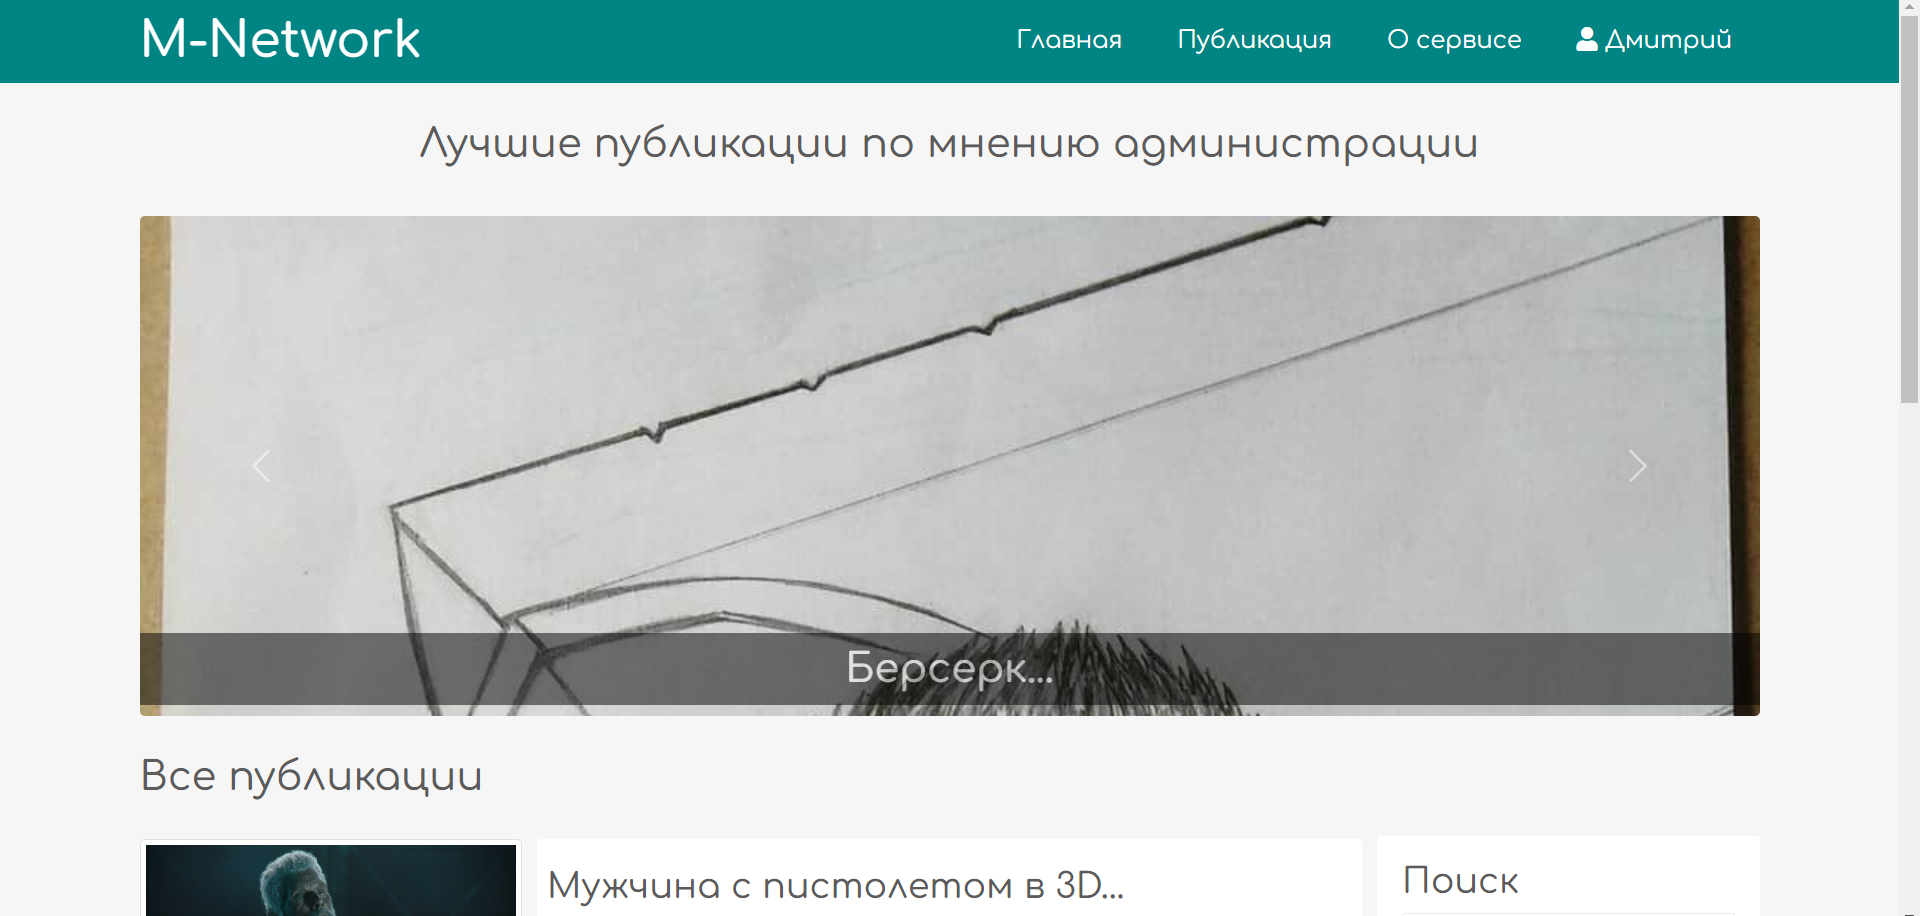 M-Network
Главная Публикация О сервисе Дмитрий
Лучшие публикации по мнению администрации
Берсерк...
Все публикации
Мужчина с пистолетом в 3D...
Поиск